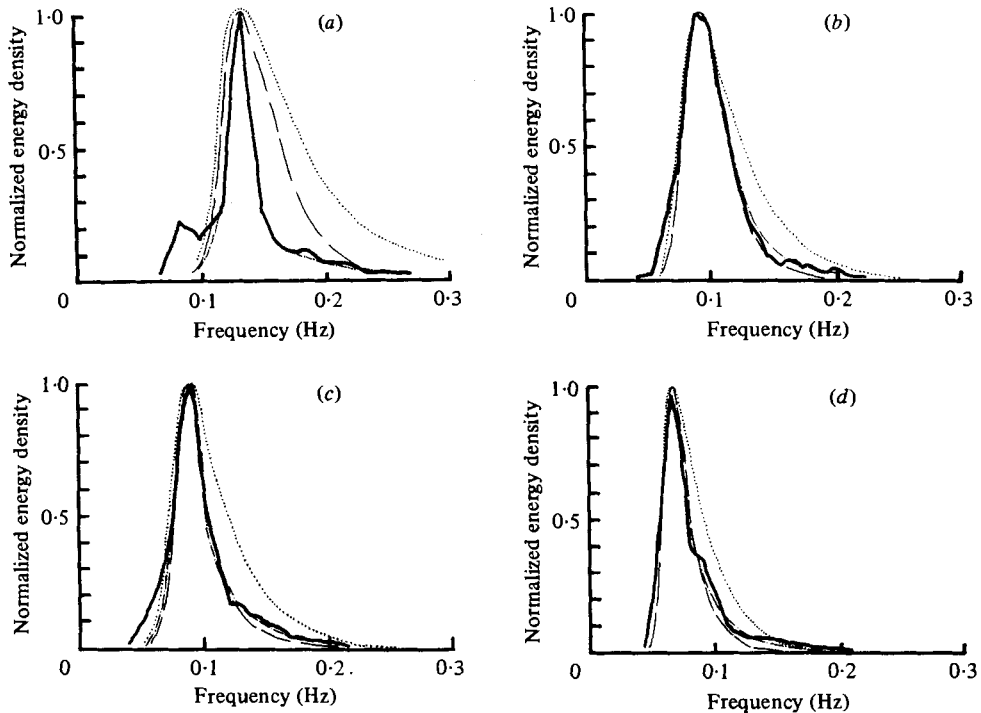 (a)
Normalized energy density
1·0
0·5
0
0·1
0·2
0·3
Frequency (Hz)
(b)
Normalized energy density
1·0
0·5
0
0·1
0·2
0·3
Frequency (Hz)
(c)
Normalized energy density
1·0
0·5
0
0·1
0·2
0·3
Frequency (Hz)
(d)
Normalized energy density
1·0
0·5
0
0·1
0·2
0·3
Frequency (Hz)